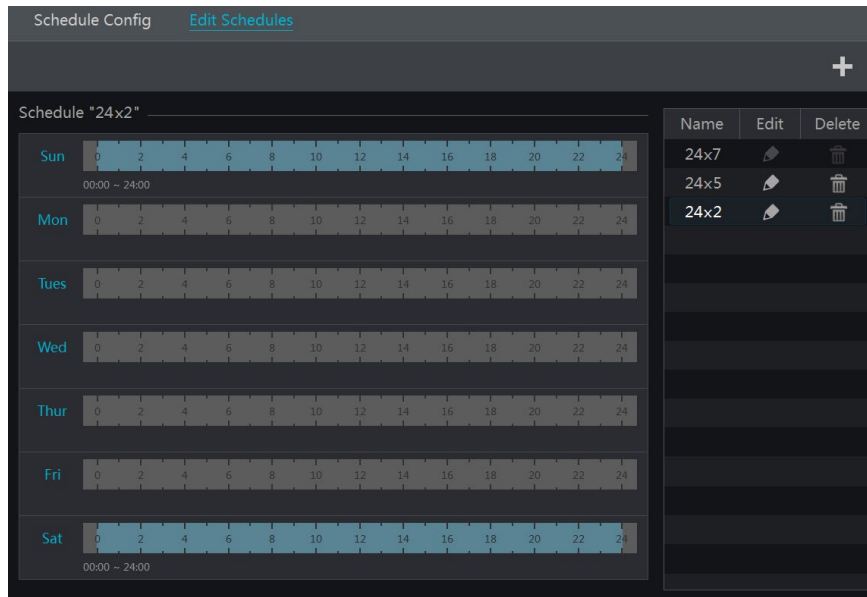 Schedule Config Edit Schedules
Schedule "24x2"
Sun 0 2 4 6 8 10 12 14 16 18 20 22 24
00:00 ~ 24:00
Mon 0 2 4 6 8 10 12 14 16 18 20 22 24
Tues 0 2 4 6 8 10 12 14 16 18 20 22 24
Wed 0 2 4 6 8 10 12 14 16 18 20 22 24
Thur 0 2 4 6 8 10 12 14 16 18 20 22 24
Fri 0 2 4 6 8 10 12 14 16 18 20 22 24
Sat 0 2 4 6 8 10 12 14 16 18 20 22 24
00:00 ~ 24:00
Name Edit Delete
24x7
24x5
24x2